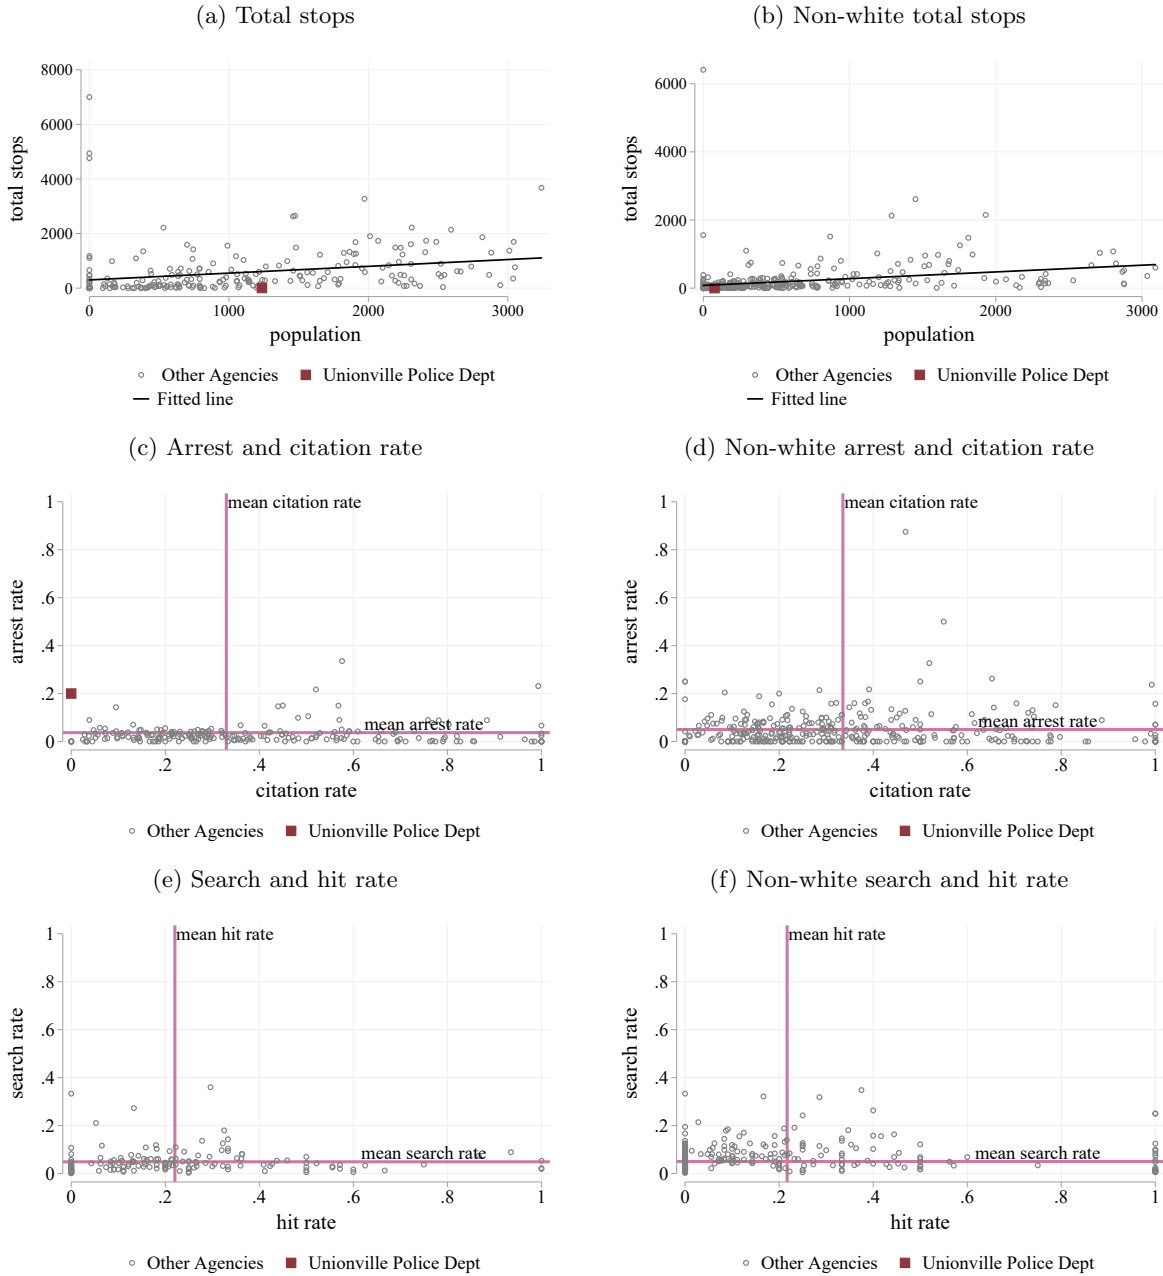 (a) Total stops
(b) Non-white total stops
8000
6000
4000
2000
0
total stops
0 1000 2000 3000
population
6000
4000
2000
0
total stops
0 1000 2000 3000
population
Other Agencies Unionville Police Dept
Fitted line
Other Agencies Unionville Police Dept
Fitted line
(c) Arrest and citation rate
(d) Non-white arrest and citation rate
1
.8
.6
.4
.2
0
arrest rate
mean citation rate
mean arrest rate
0 .2 .4 .6 .8 1
citation rate
1
.8
.6
.4
.2
0
arrest rate
mean citation rate
mean arrest rate
0 .2 .4 .6 .8 1
citation rate
Other Agencies Unionville Police Dept
Other Agencies Unionville Police Dept
(e) Search and hit rate
(f) Non-white search and hit rate
1
.8
.6
.4
.2
0
search rate
mean hit rate
mean search rate
0 .2 .4 .6 .8 1
hit rate
1
.8
.6
.4
.2
0
search rate
mean hit rate
mean search rate
0 .2 .4 .6 .8 1
hit rate
Other Agencies Unionville Police Dept
Other Agencies Unionville Police Dept